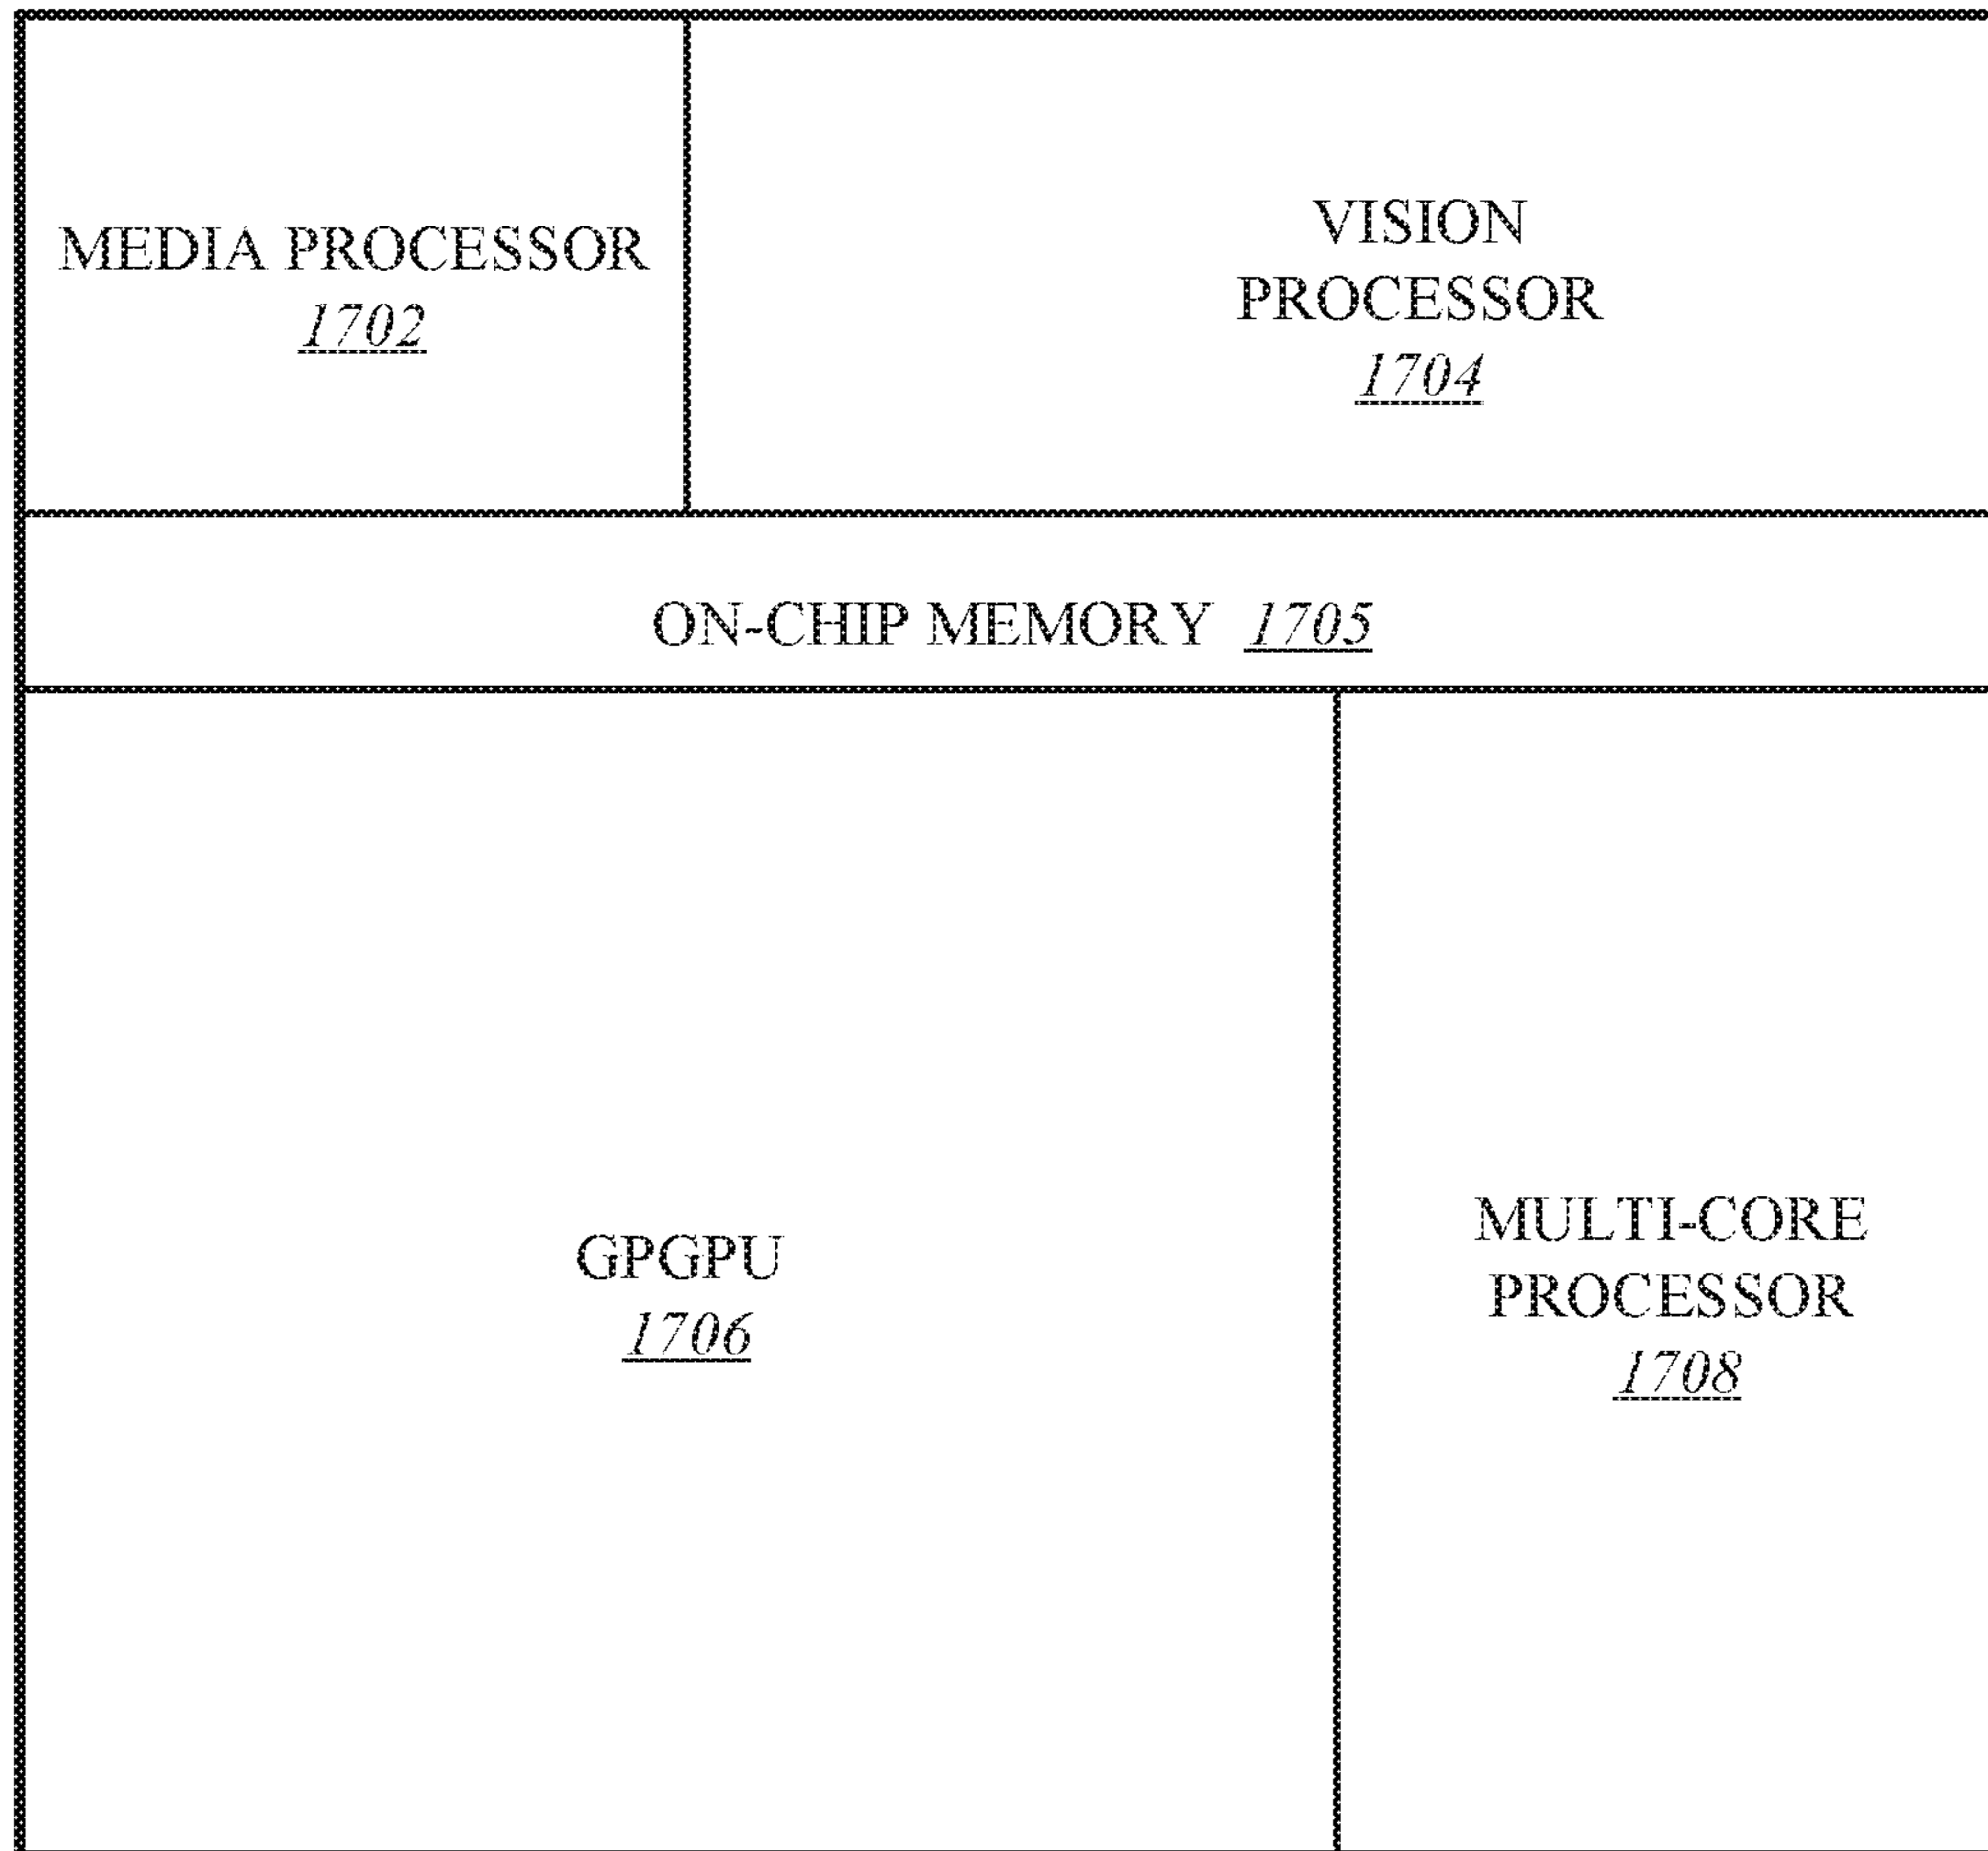 MEDIA PROCESSOR
1702
VISION
PROCESSOR
1704
ON-CHIP MEMORY 1705
GPGPU
1706
MULTI-CORE
PROCESSOR
1708